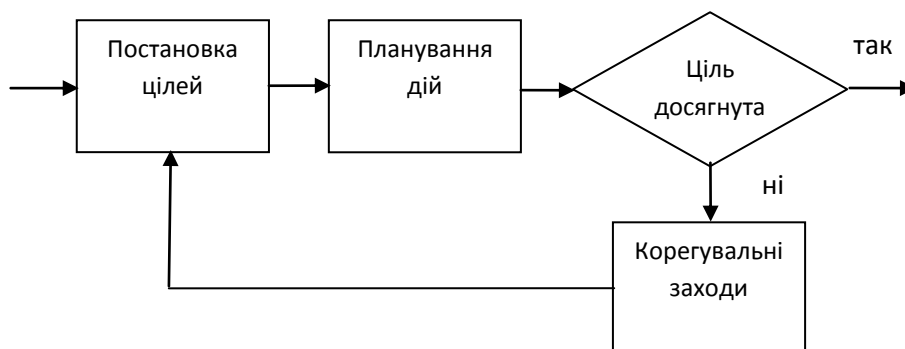 Постановка
цілей
Планування
дій
Ціль
досягнута
так
ні
Корегувальні
заходи